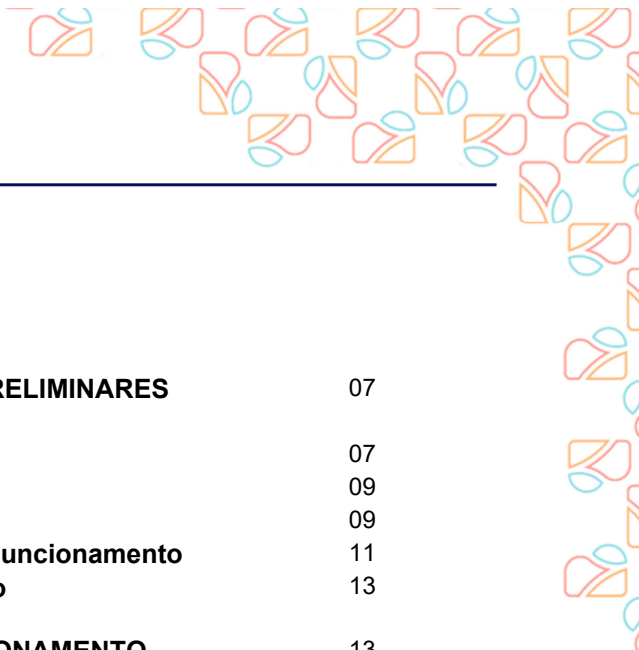 RELIMINARES 07
07
09
09
uncionamento 11
o 13
ONAMENTO 13